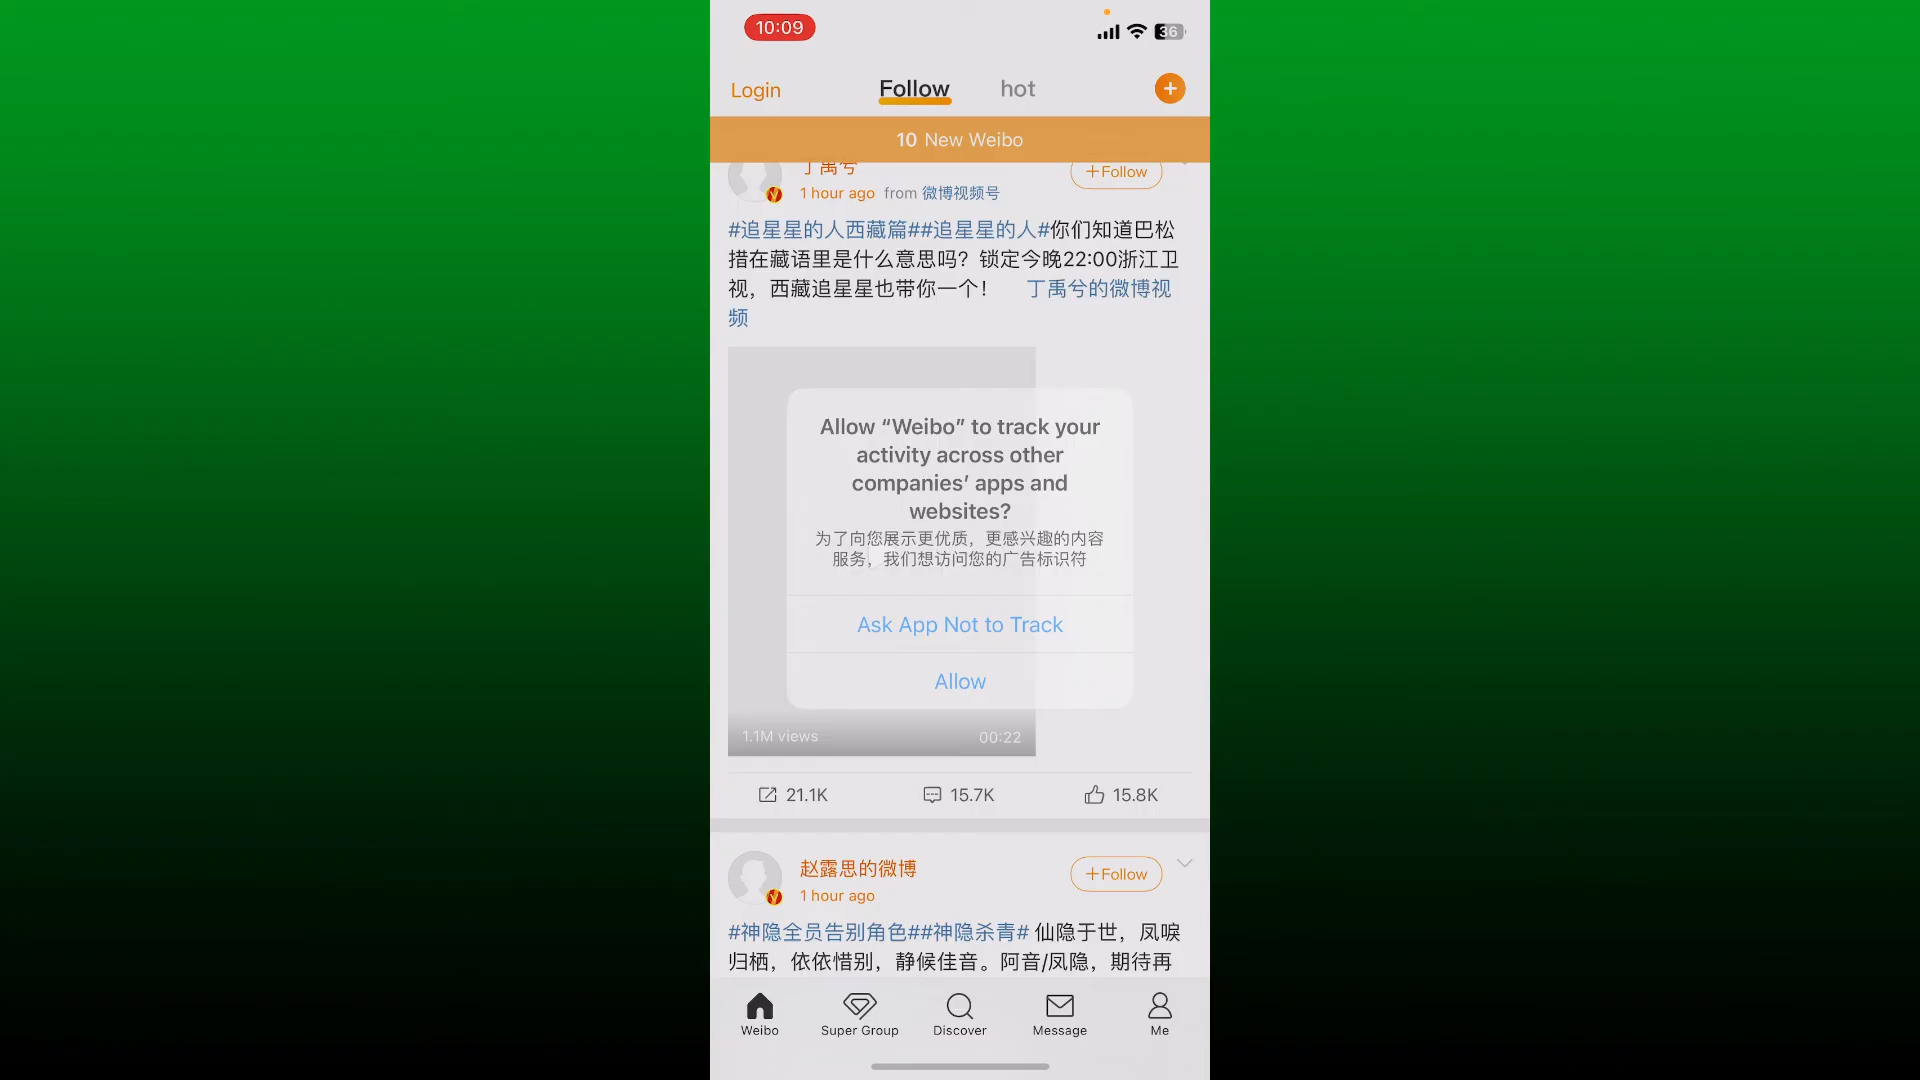 10:09
36
Login
Follow
hot
10 New Weibo
丁禹兮
+Follow
1 hour ago from 微博视频号
#追星星的人西藏篇##追星星的人#你们知道巴松
措在藏语里是什么意思吗？锁定今晚22:00浙江卫
视，西藏追星星也带你一个！ 丁禹兮的微博视
频
Allow “Weibo” to track your
activity across other
companies’ apps and
websites?
为了向您展示更优质，更感兴趣的内容
服务，我们想访问您的广告标识符
Ask App Not to Track
Allow
1.1M views
00:22
21.1K
15.7K
15.8K
赵露思的微博
+Follow
1 hour ago
#神隐全员告别角色##神隐杀青# 仙隐于世，凤唳
归栖，依依惜别，静候佳音。阿音/凤隐，期待再
Weibo
Super Group
Discover
Message
Me